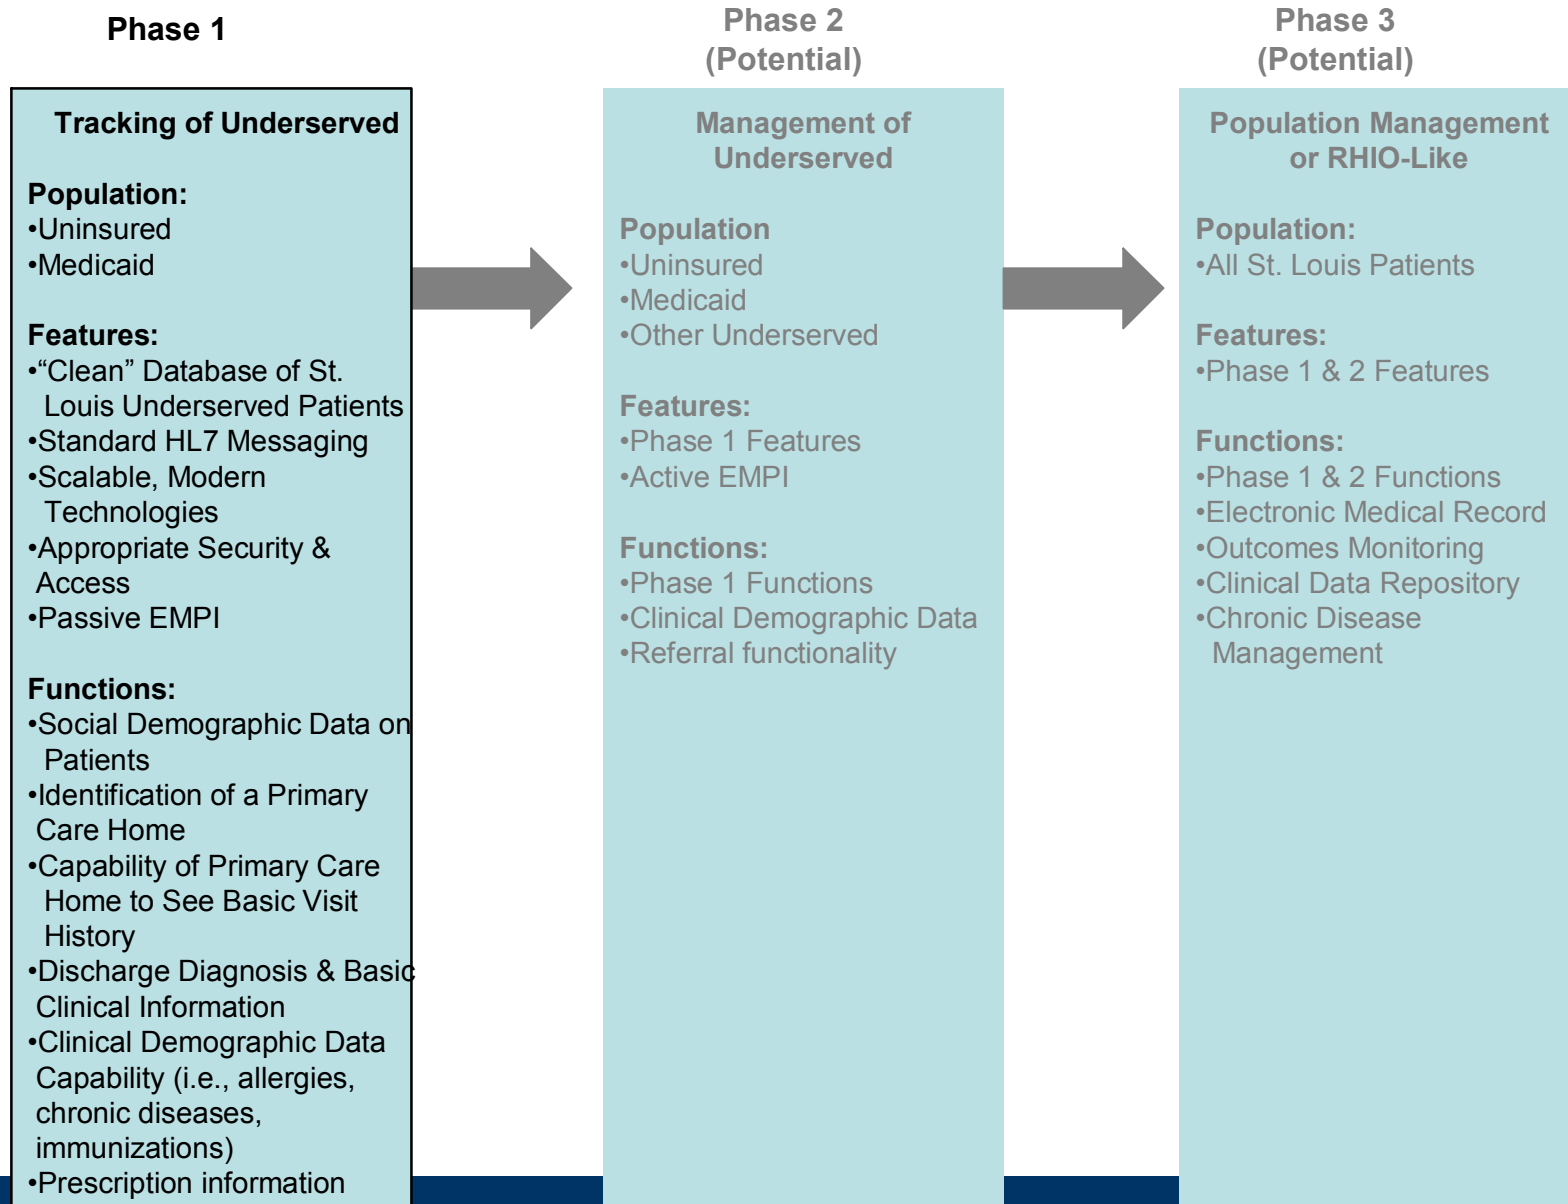 Phase 1
Tracking of Underserved
Population:
•Uninsured
•Medicaid
Features:
•“Clean” Database of St.
Louis Underserved Patients
•Standard HL7 Messaging
•Scalable, Modern
Technologies
•Appropriate Security &
Access
•Passive EMPI
Functions:
•Social Demographic Data on
Patients
•Identification of a Primary
Care Home
•Capability of Primary Care
Home to See Basic Visit
History
•Discharge Diagnosis & Basic
Clinical Information
•Clinical Demographic Data
Capability (i.e., allergies,
chronic diseases,
immunizations)
•Prescription information
Phase 2
(Potential)
Management of
Underserved
Population
•Uninsured
•Medicaid
•Other Underserved
Features:
•Phase 1 Features
•Active EMPI
Functions:
•Phase 1 Functions
•Clinical Demographic Data
•Referral functionality
Phase 3
(Potential)
Population Management
or RHIO-Like
Population:
•All St. Louis Patients
Features:
•Phase 1 & 2 Features
Functions:
•Phase 1 & 2 Functions
•Electronic Medical Record
•Outcomes Monitoring
•Clinical Data Repository
•Chronic Disease
Management